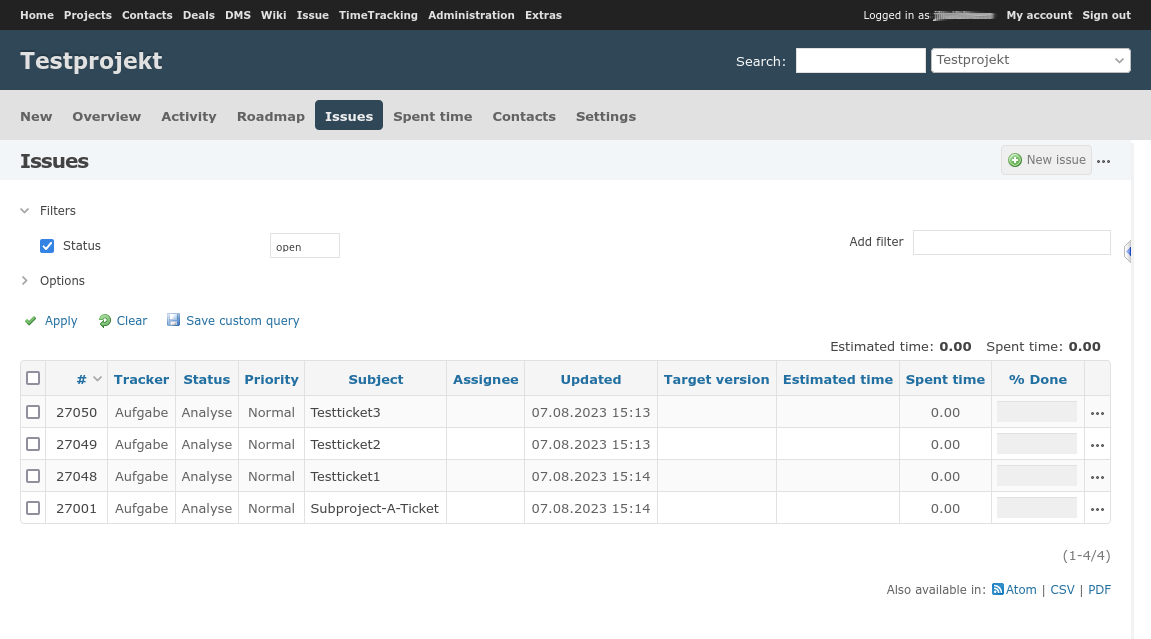 Home Projects Contacts Deals DMS Wiki Issue TimeTracking Administration Extras Logged in as My account Sign out
Testprojekt Search: Testprojekt
New Overview Activity Roadmap Issues Spent time Contacts Settings
Issues New issue
Filters
Status open Add filter
Options
Apply Clear Save custom query
Estimated time: 0.00 Spent time: 0.00
# Tracker Status Priority Subject Assignee Updated Target version Estimated time Spent time % Done
27050 Aufgabe Analyse Normal Testticket3 07.08.2023 15:13 0.00
27049 Aufgabe Analyse Normal Testticket2 07.08.2023 15:13 0.00
27048 Aufgabe Analyse Normal Testticket1 07.08.2023 15:14 0.00
27001 Aufgabe Analyse Normal Subproject-A-Ticket 07.08.2023 15:14 0.00
(1-4/4)
Also available in: Atom | CSV | PDF